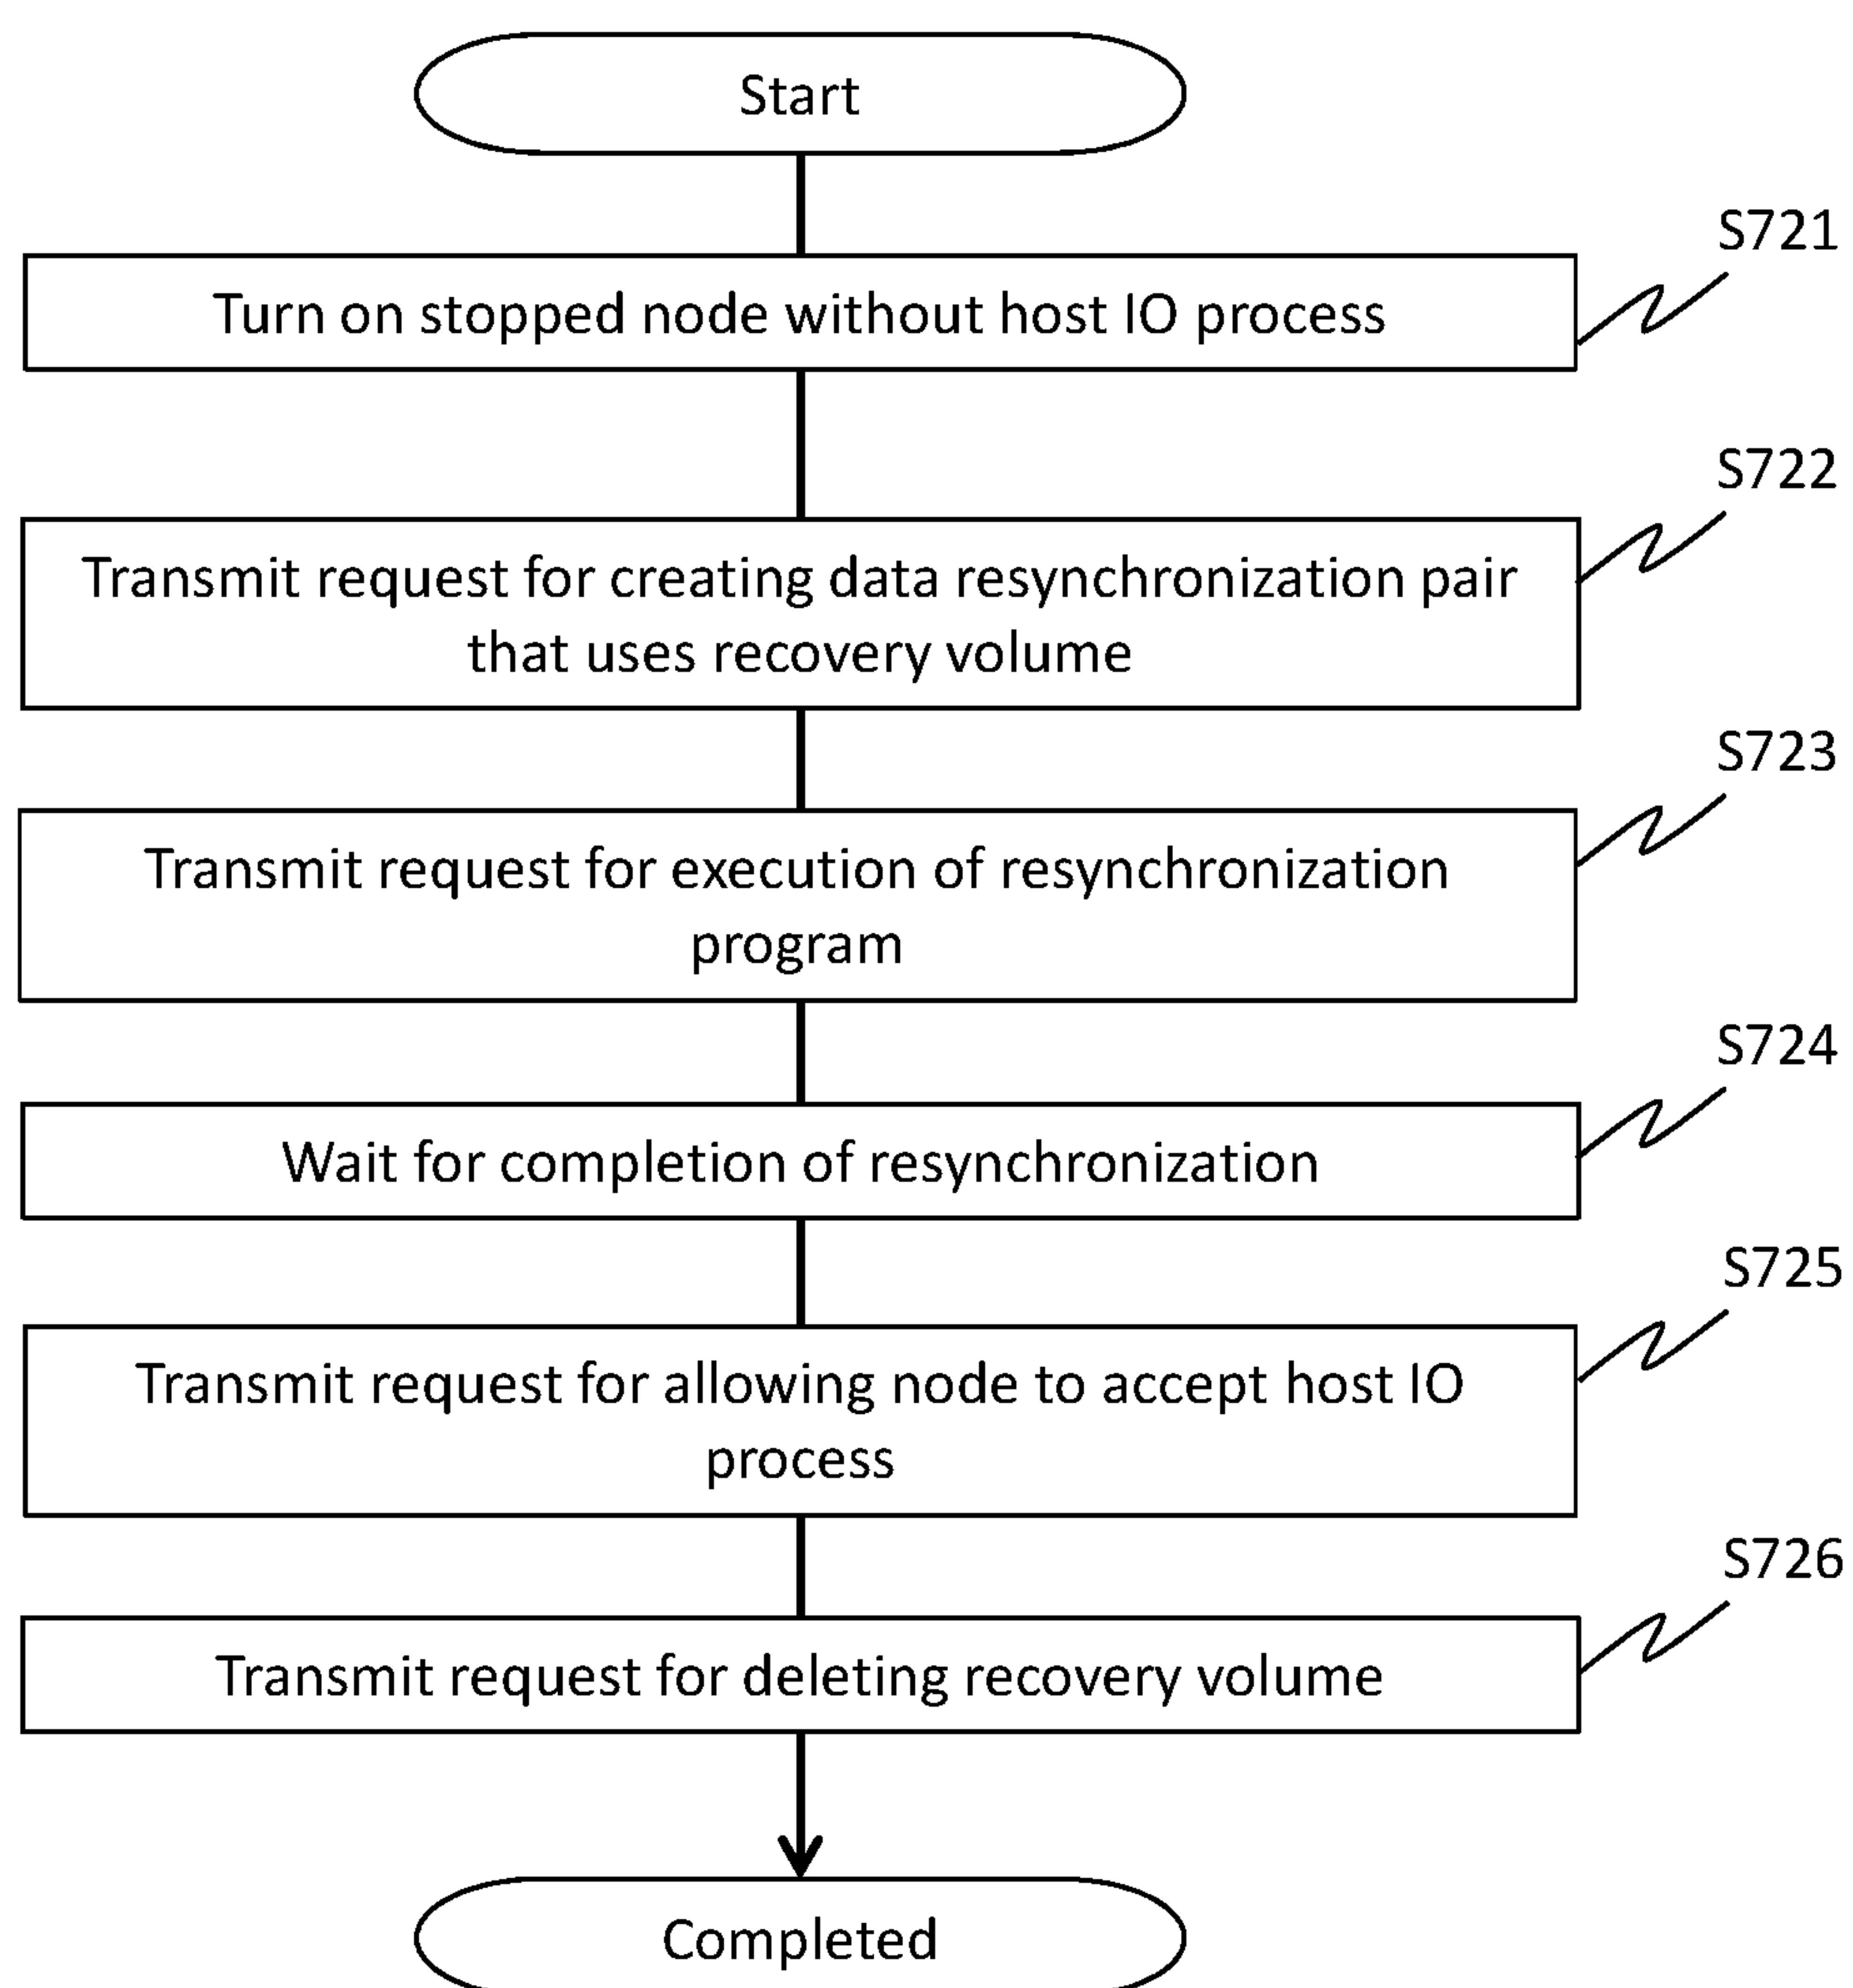 Start
S721
Turn on stopped node without host IO process
S722
Transmit request for creating data resynchronization pair
that uses recovery volume
S723
Transmit request for execution of resynchronization
program
S724
Wait for completion of resynchronization
S725
Transmit request for allowing node to accept host IO
process
S726
Transmit request for deleting recovery volume
Completed